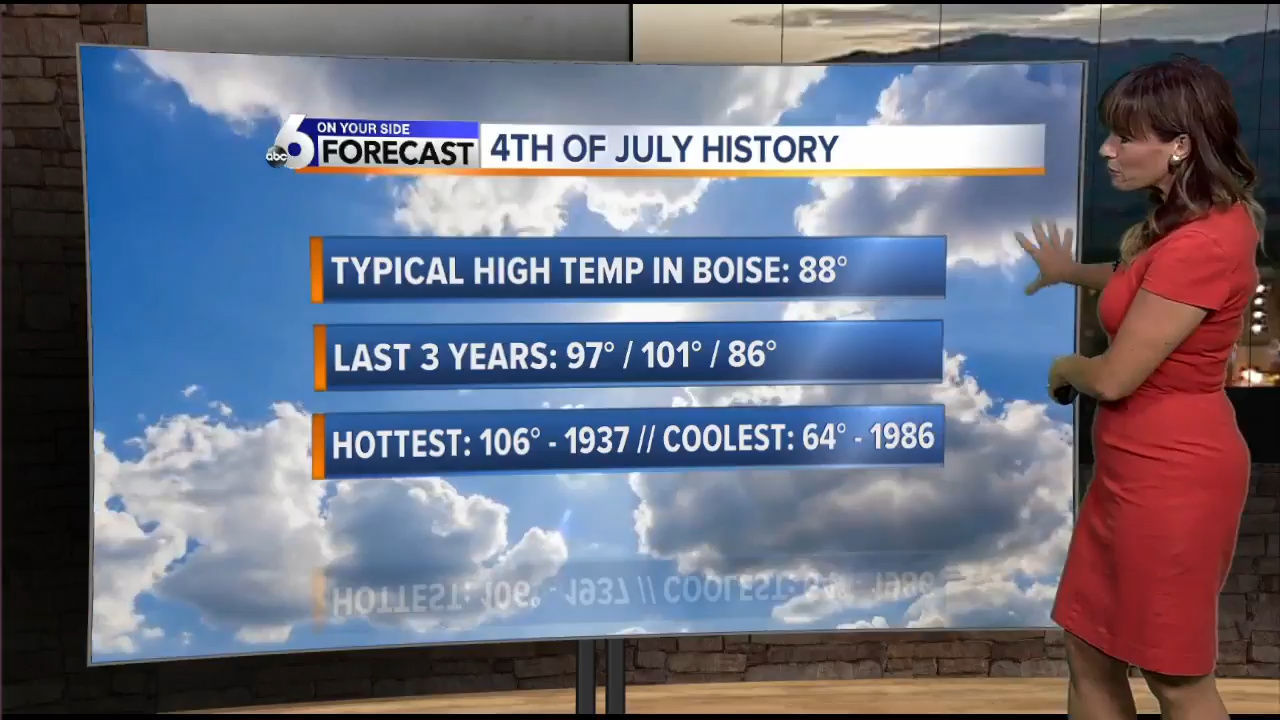 abc 6 ON YOUR SIDE
FORECAST 4TH OF JULY HISTORY
TYPICAL HIGH TEMP IN BOISE: 88°
LAST 3 YEARS: 97° / 101° / 86°
HOTTEST: 106° - 1937 // COOLEST: 64° - 1986